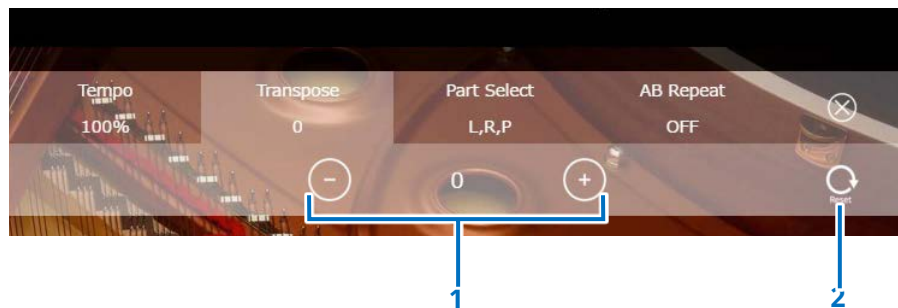 Tempo
Transpose
Part Select
AB Repeat
100%
0
L,R,P
OFF
-
0
+
Reset
1
2